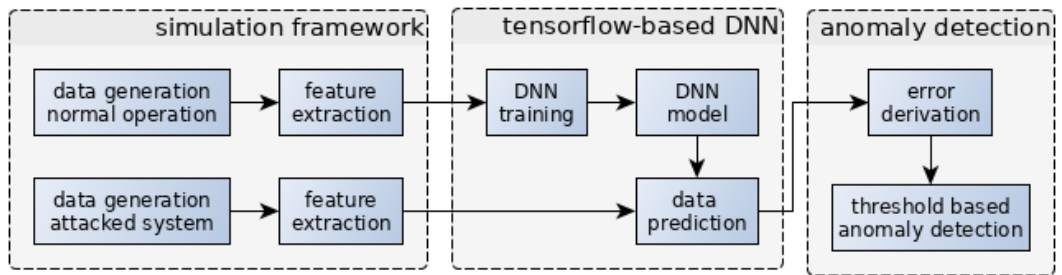 simulation framework
data generation
normal operation
feature
extraction
data generation
attacked system
feature
extraction
tensorflow-based DNN
DNN
training
DNN
model
data
prediction
anomaly detection
error
derivation
threshold based
anomaly detection